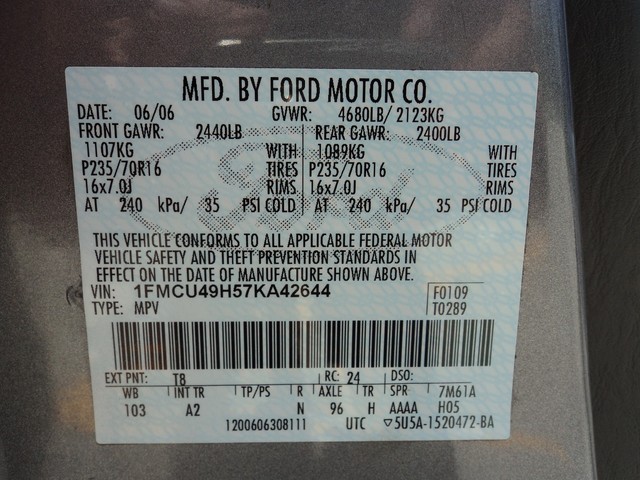 MFD. BY FORD MOTOR CO.
DATE: 06/06 GVWR: 4680LB/ 2123KG
FRONT GAWR: 2440LB REAR GAWR: 2400LB
1107KG WITH 1089KG WITH
P235/70R16 TIRES P235/70R16 TIRES
16x7.0J RIMS 16x7.0J RIMS
AT 240 kPa/ 35 PSI COLD AT 240 kPa/ 35 PSI COLD
Ford
THIS VEHICLE CONFORMS TO ALL APPLICABLE FEDERAL MOTOR
VEHICLE SAFETY AND THEFT PREVENTION STANDARDS IN
EFFECT ON THE DATE OF MANUFACTURE SHOWN ABOVE.
VIN: 1FMCU49H57KA42644 F0109
TYPE: MPV T0289
EXT PNT: T8 RC: 24 DSO:
WB INT TR TP/PS R AXLE TR SPR 7M61A
103 A2 N 96 H AAAA H05
1200606308111 UTC ▽5U5A-1520472-BA